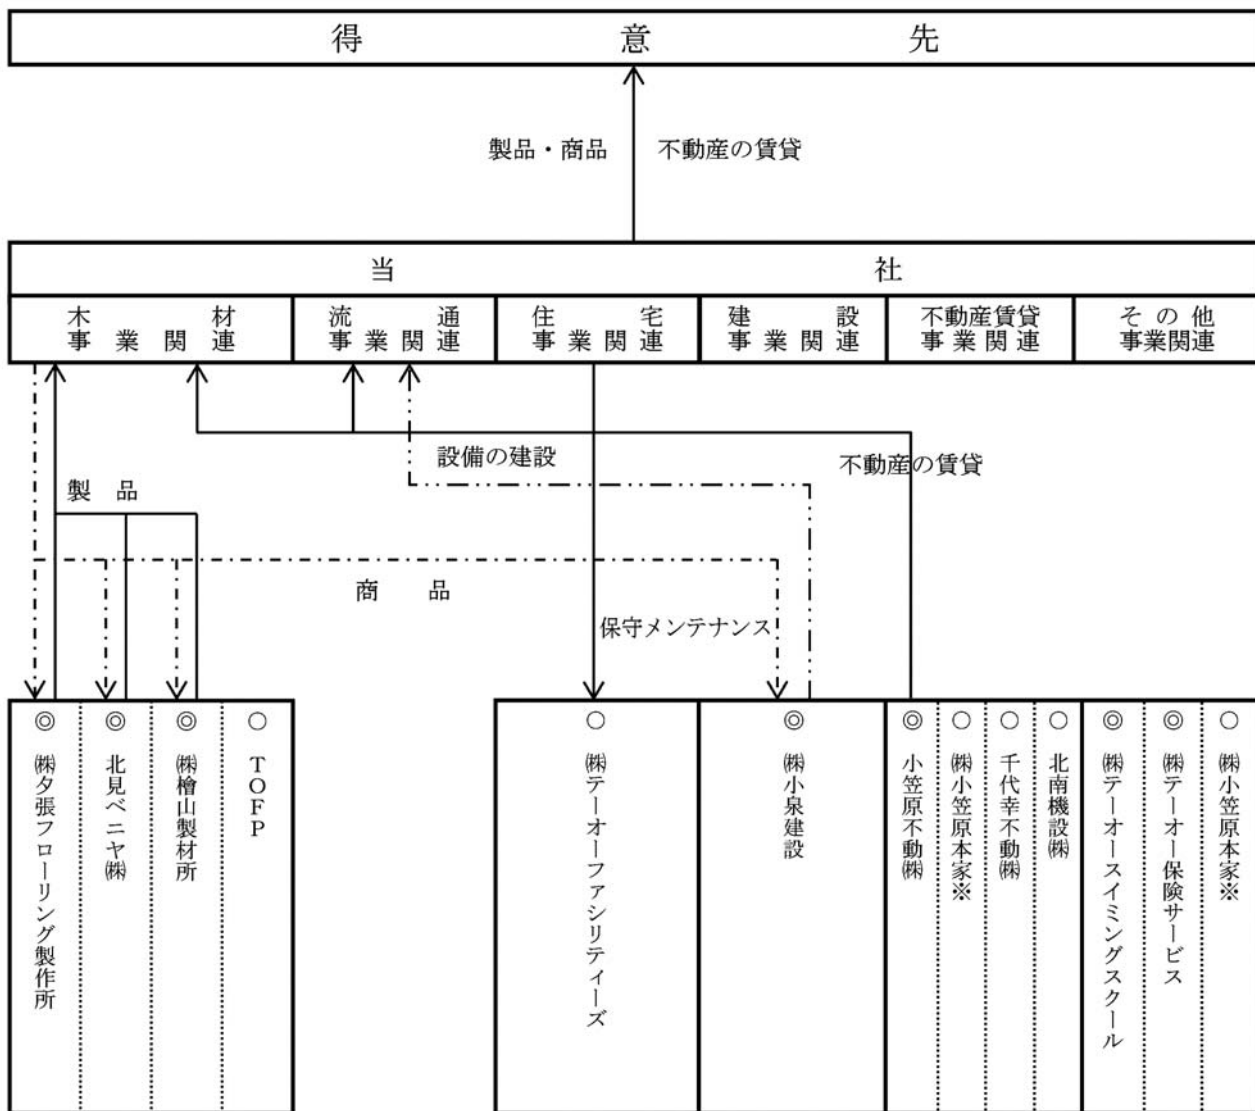 得意先
製品・商品
不動産の賃貸
当社
木材
事業関連
流通
事業関連
住宅
事業関連
建設
事業関連
不動産賃貸
事業関連
その他
事業関連
設備の建設
不動産の賃貸
製品
商品
保守メンテナンス
◎ ㈱夕張フローリング製作所
◎ 北見ベニヤ㈱
◎ ㈱檜山製材所
○ TOFP
○ ㈱テーオーファシリティーズ
◎ ㈱小泉建設
◎ 小笠原不動㈱
○ ㈱小笠原本家※
○ 千代幸不動㈱
○ 北南機設㈱
◎ ㈱テーオースイミングスクール
◎ ㈱テーオー保険サービス
○ ㈱小笠原本家※